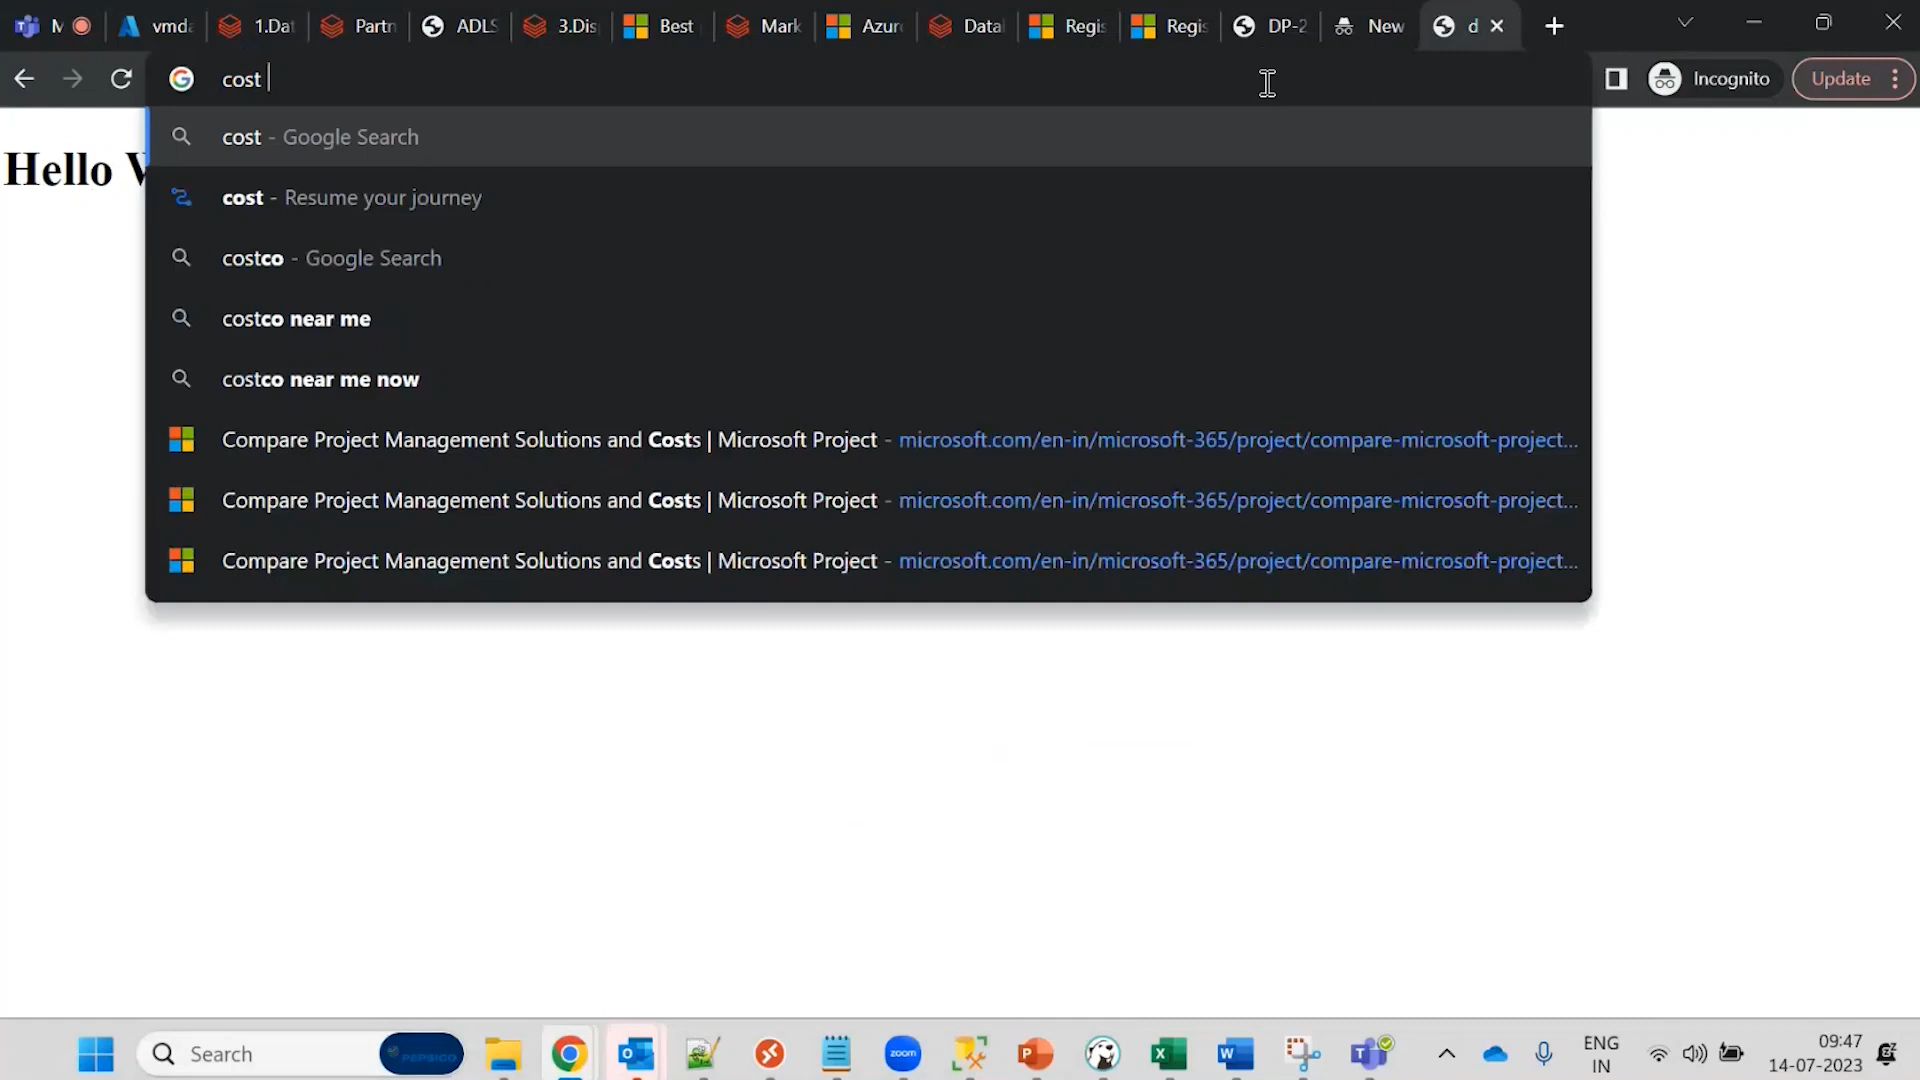 M vmda 1.Dat Partn ADLS 3.Dis Best Mark Azur Datal Regis Regis DP-2 New d
cost Incognito Update
Hello
cost - Google Search
cost - Resume your journey
costco - Google Search
costco near me
costco near me now
Compare Project Management Solutions and Costs | Microsoft Project - microsoft.com/en-in/microsoft-365/project/compare-microsoft-project...
Compare Project Management Solutions and Costs | Microsoft Project - microsoft.com/en-in/microsoft-365/project/compare-microsoft-project...
Compare Project Management Solutions and Costs | Microsoft Project - microsoft.com/en-in/microsoft-365/project/compare-microsoft-project...
Search PEPSICO zoom
ENG 09:47
IN 14-07-2023